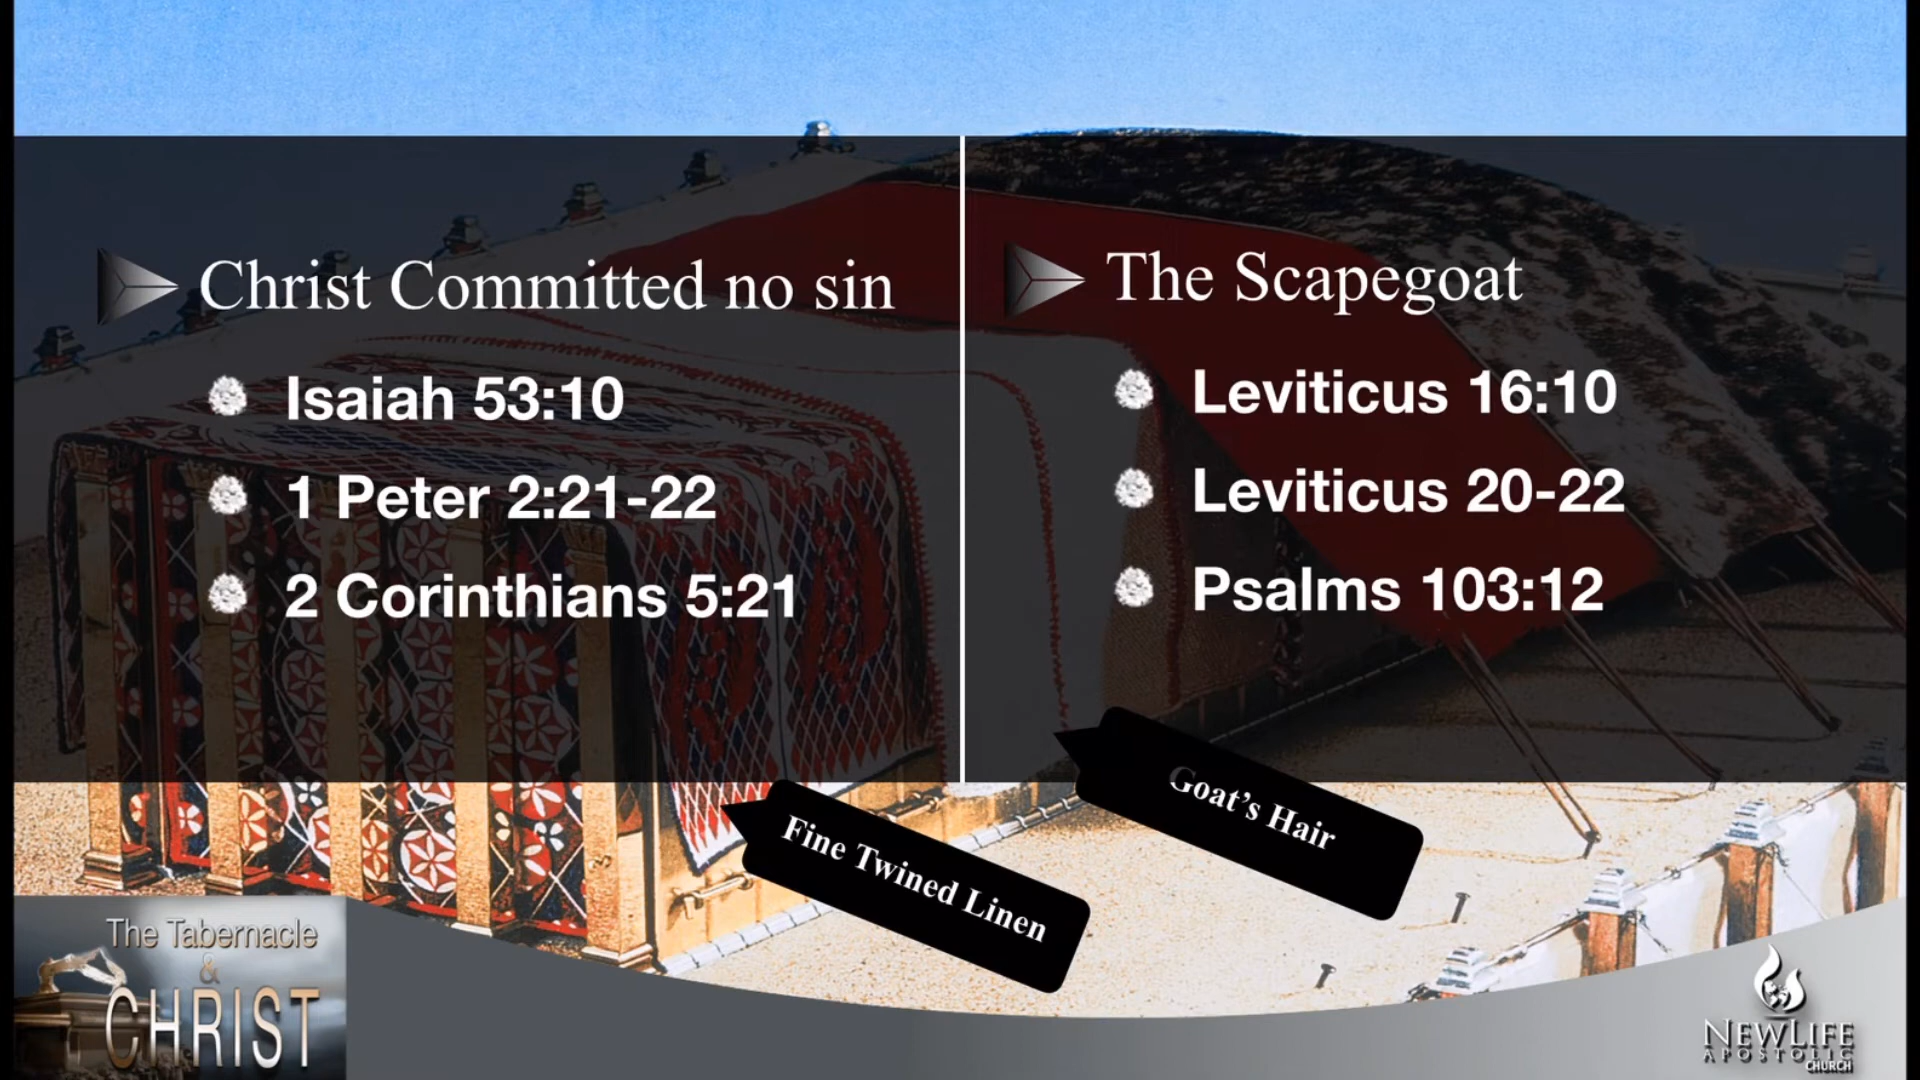 Christ Committed no sin
Isaiah 53:10
1 Peter 2:21-22
2 Corinthians 5:21
The Scapegoat
Leviticus 16:10
Leviticus 20-22
Psalms 103:12
Goat's Hair
Fine Twined Linen
The Tabernacle
&
CHRIST
NEWLIFE
APOSTOLIC
CHURCH